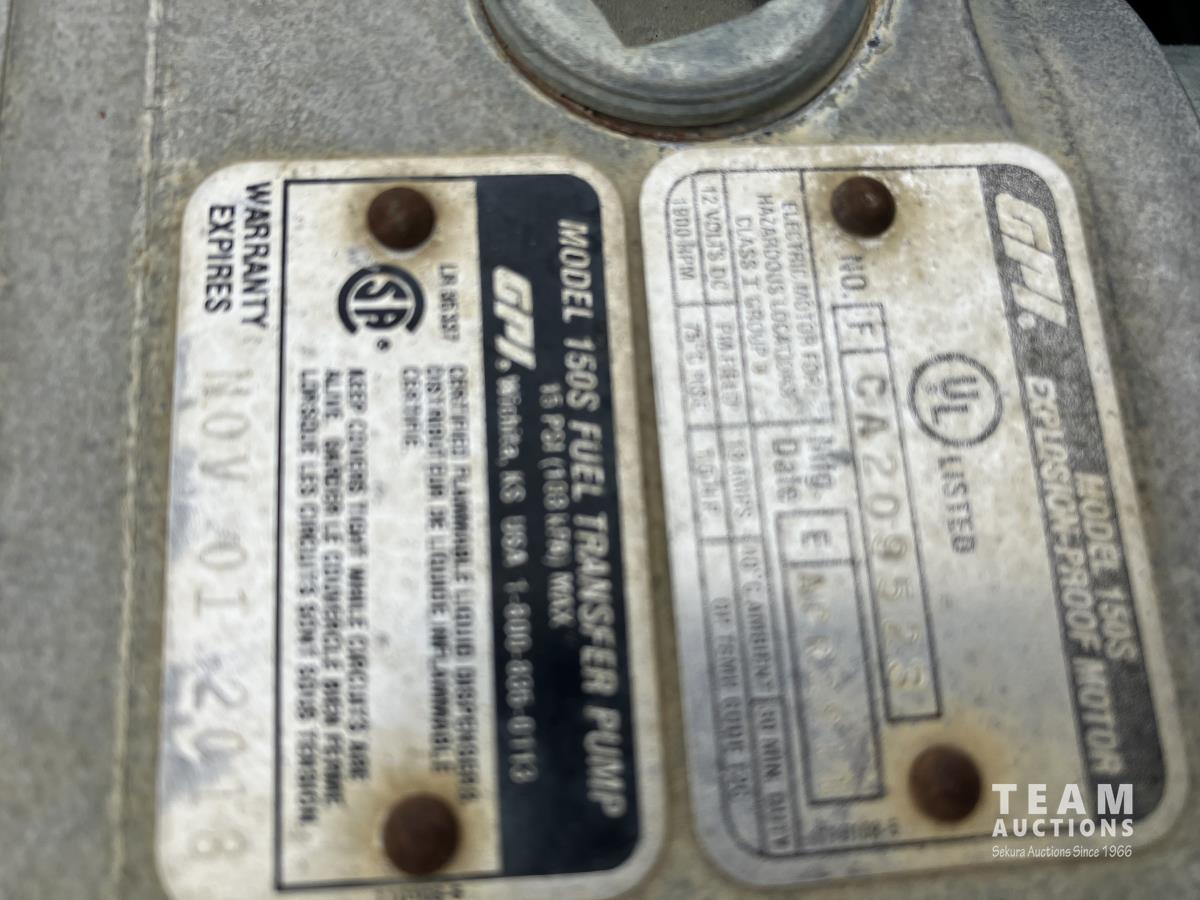 GPI. MODEL 150S
EXPLOSION-PROOF MOTOR
UL LISTED
NO. FCA2095223
Mfg.
Date E
ELECTRIC MOTOR FOR
HAZARDOUS LOCATIONS
CLASS I GROUP D
12 VOLTS DC
1800 RPM
AMPS
40°C AMBIENT
30 MIN DUTY
MODEL 150S FUEL TRANSFER PUMP
15 PSI (103 kPa) MAX
GPI. Wichita, KS USA 1-800-835-0113
CERTIFIED FLAMMABLE LIQUID DISPENSERS
DISTRIBUTEUR DE LIQUIDE INFLAMMABLE
CERTIFIE.
KEEP COVERS TIGHT WHILE CIRCUITS ARE
ALIVE. GARDER LE COUVERCLE BIEN FERME
LORSQUE LES CIRCUITS SONT SOUS TENSION.
WARRANTY
EXPIRES NOV 01 2018
TEAM
AUCTIONS
Sekura Auctions Since 1966